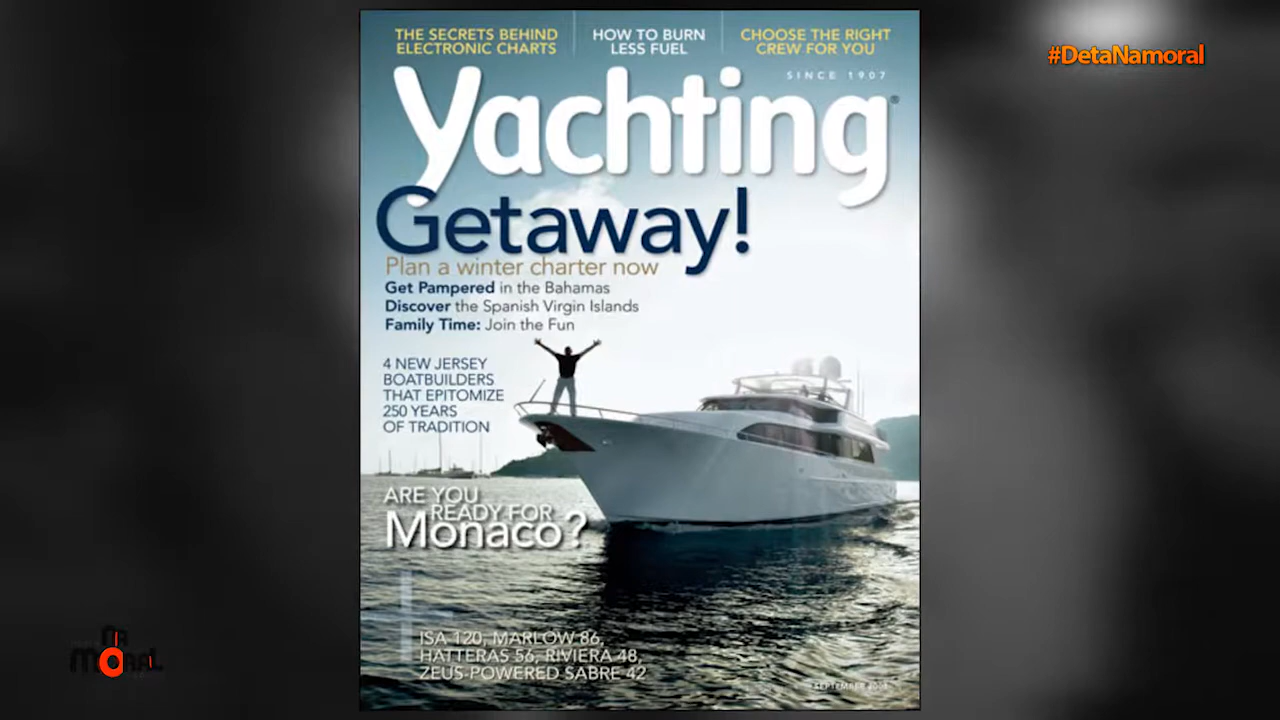 THE SECRETS BEHIND
ELECTRONIC CHARTS
HOW TO BURN
LESS FUEL
CHOOSE THE RIGHT
CREW FOR YOU
#DetaNamoral
SINCE 1907
Yachting®
Getaway!
Plan a winter charter now
Get Pampered in the Bahamas
Discover the Spanish Virgin Islands
Family Time: Join the Fun
4 NEW JERSEY
BOATBUILDERS
THAT EPITOMIZE
250 YEARS
OF TRADITION
ARE YOU
READY FOR
Monaco?
ISA 120, MARLOW 86,
HATTERAS 56, RIVIERA 48,
ZEUS-POWERED SABRE 42
SEPTEMBER
Na
MORAL